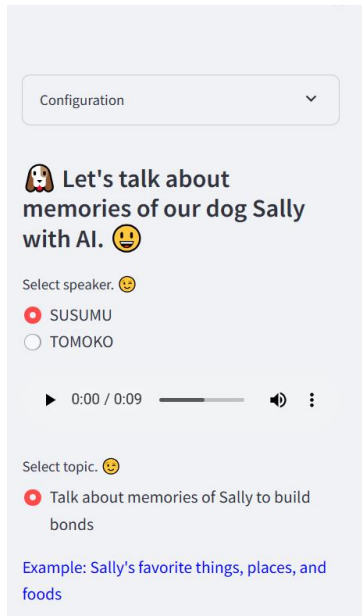 Configuration
🐶 Let's talk about
memories of our dog Sally
with AI. 😃
Select speaker. 😉
SUSUMU
TOMOKO
0:00 / 0:09
Select topic. 😉
Talk about memories of Sally to build
bonds
Example: Sally's favorite things, places, and
foods